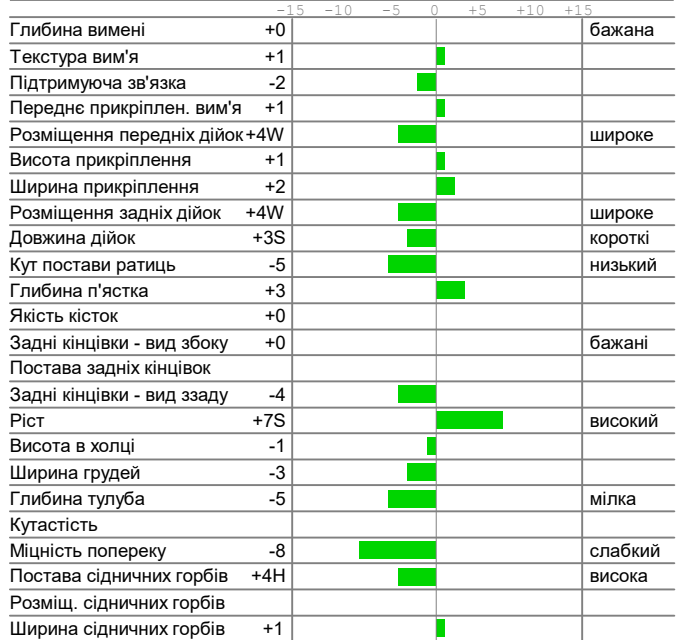 -15 -10 -5 0 +5 +10 +15
Глибина вимені +0 бажана
Текстура вим'я +1
Підтримуюча зв'язка -2
Переднє прикріплен. вим'я +1
Розміщення передніх дійок +4W широке
Висота прикріплення +1
Ширина прикріплення +2
Розміщення задніх дійок +4W широке
Довжина дійок +3S короткі
Кут постави ратиць -5 низький
Глибина п'ястка +3
Якість кісток +0
Задні кінцівки - вид збоку +0 бажані
Постава задніх кінцівок
Задні кінцівки - вид ззаду -4
Ріст +7S високий
Висота в холці -1
Ширина грудей -3
Глибина тулуба -5 мілка
Кутастість
Міцність попереку -8 слабкий
Постава сідничних горбів +4H висока
Розміщ. сідничних горбів
Ширина сідничних горбів +1